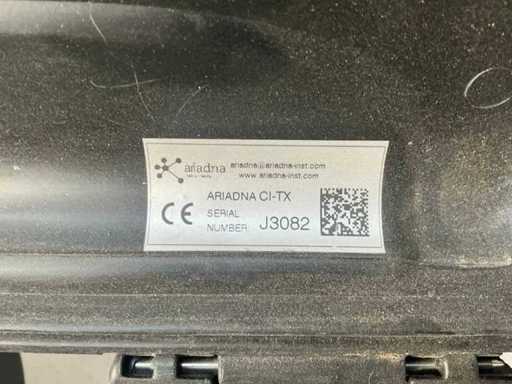 ariadna
ariadna@ariadna-inst.com
www.ariadna-inst.com
ARIADNA CI-TX
CE
SERIAL
NUMBER J3082